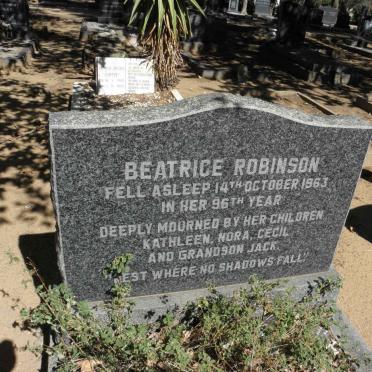 BEATRICE ROBINSON
FELL ASLEEP 14TH OCTOBER 1963
IN HER 96TH YEAR
DEEPLY MOURNED BY HER CHILDREN
KATHLEEN, NORA, CECIL
AND GRANDSON JACK.
"REST WHERE NO SHADOWS FALL"